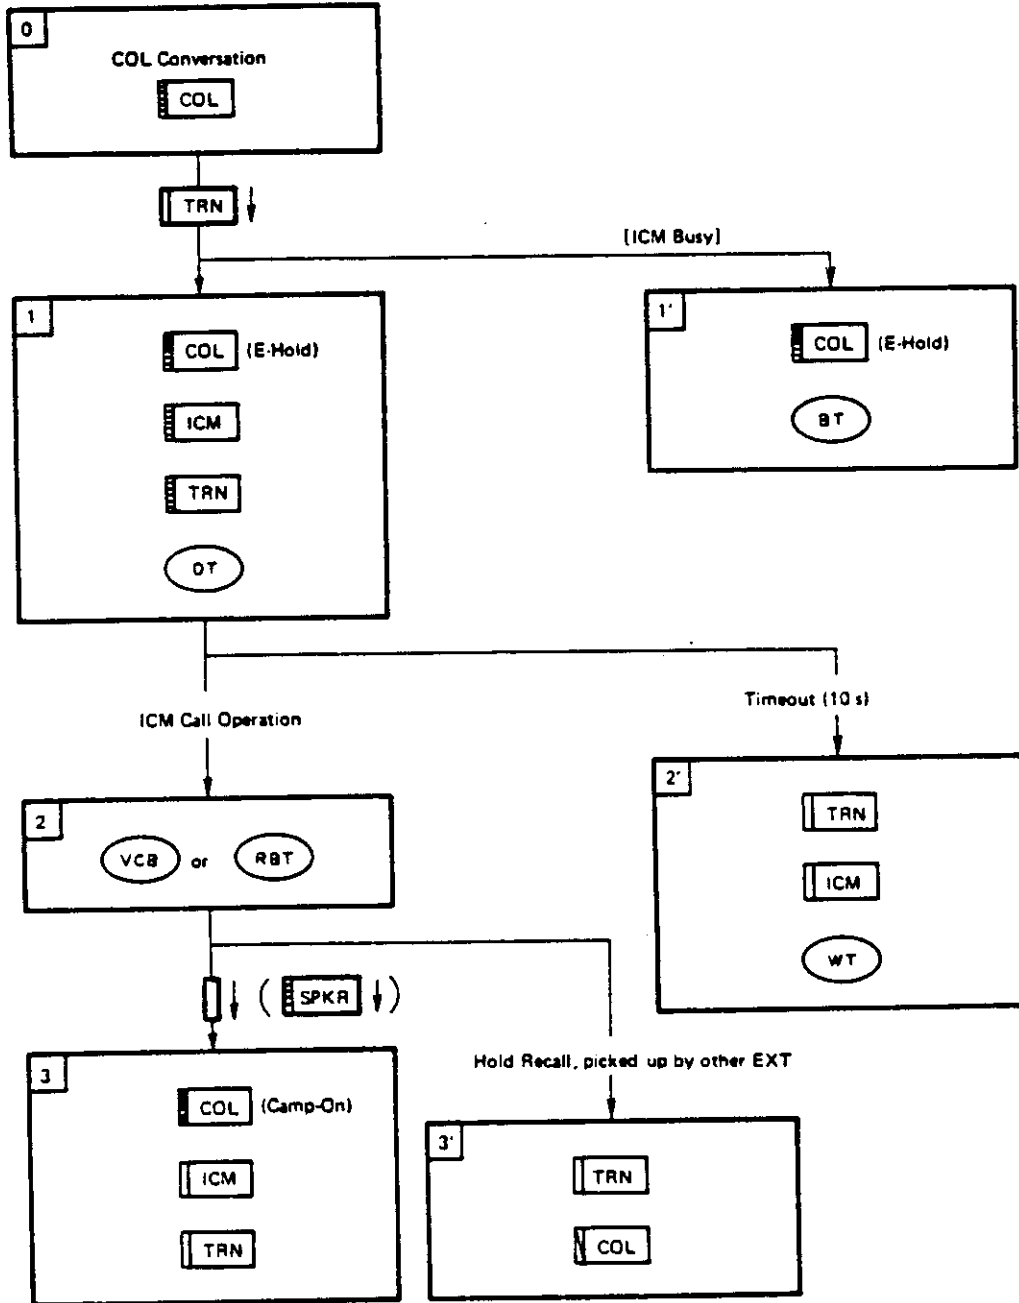 0
COL Conversation
COL
TRN
[ICM Busy]
1
COL (E-Hold)
ICM
TRN
DT
1'
COL (E-Hold)
BT
ICM Call Operation
Timeout (10 s)
2
VCB or RBT
2'
TRN
ICM
WT
( SPKR )
Hold Recall, picked up by other EXT
3
COL (Camp-On)
ICM
TRN
3'
TRN
COL